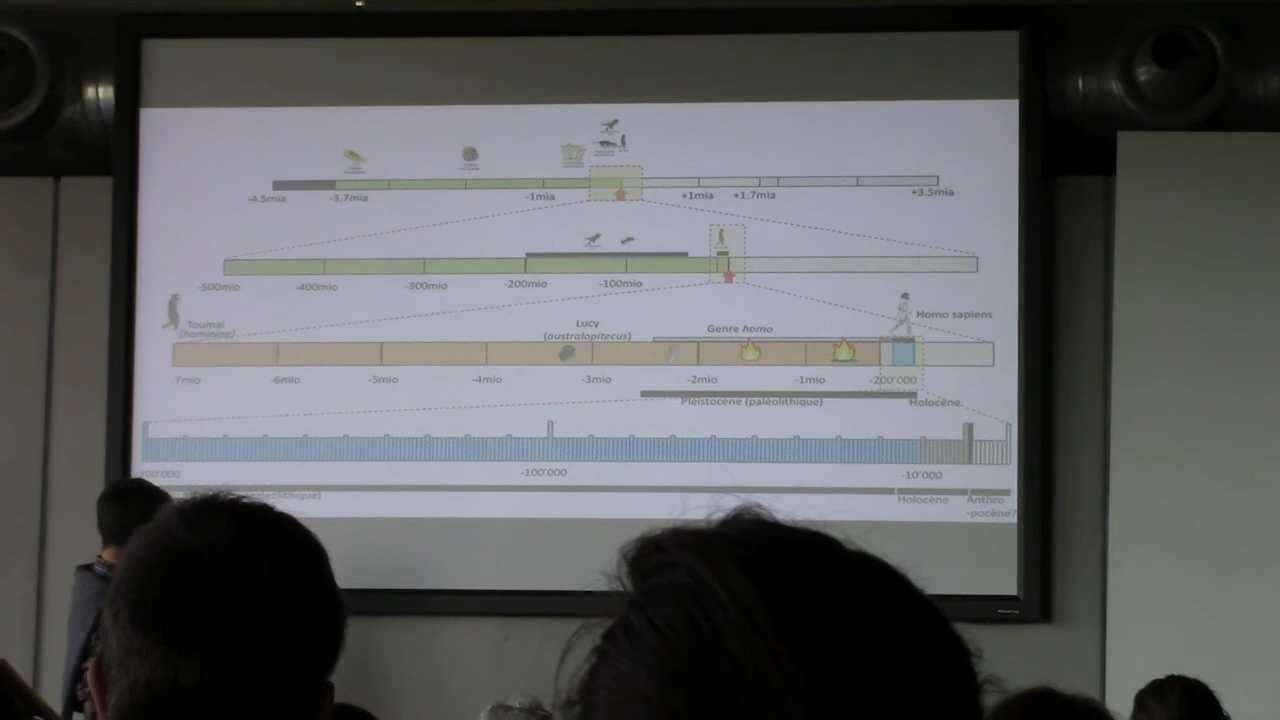 -4.5mia -3.7mia -1mia +1mia +1.7mia +3.5mia
-500mio -400mio -300mio -200mio -100mio
Toumaï
(hominine)
Lucy
(australopitecus)
Genre homo
Homo sapiens
-7mio -6mio -5mio -4mio -3mio -2mio -1mio -200'000
Pléistocène (paléolithique)
Holocène
-100'000 -10'000
paléolithique)
Holocène
Anthro
-pocène?